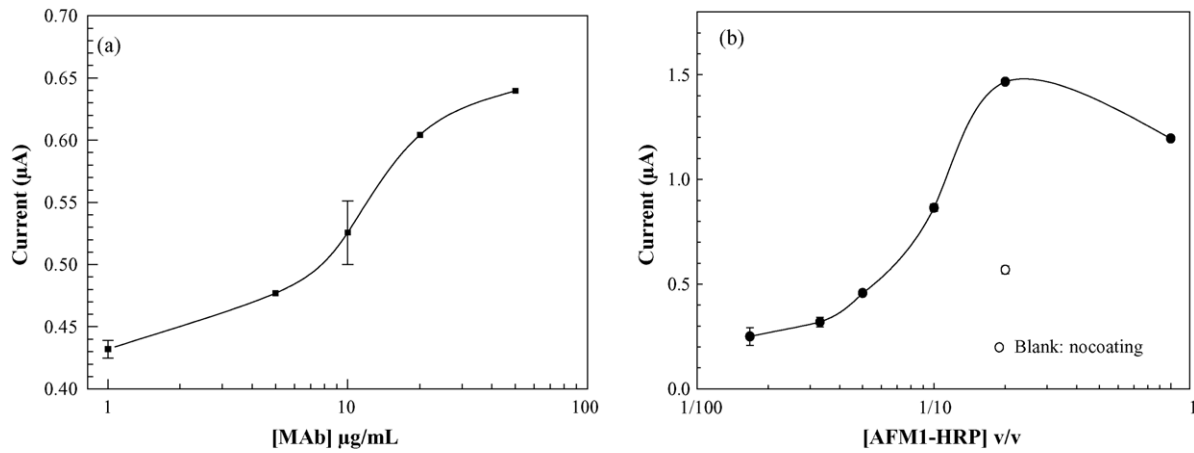 (a)
Current (μA)
0.70
0.65
0.60
0.55
0.50
0.45
0.40
1
10
100
[MAb] μg/mL
(b)
Current (μA)
1.5
1.0
0.5
0.0
Blank: nocoating
1/100
1/10
1
[AFM1-HRP] v/v